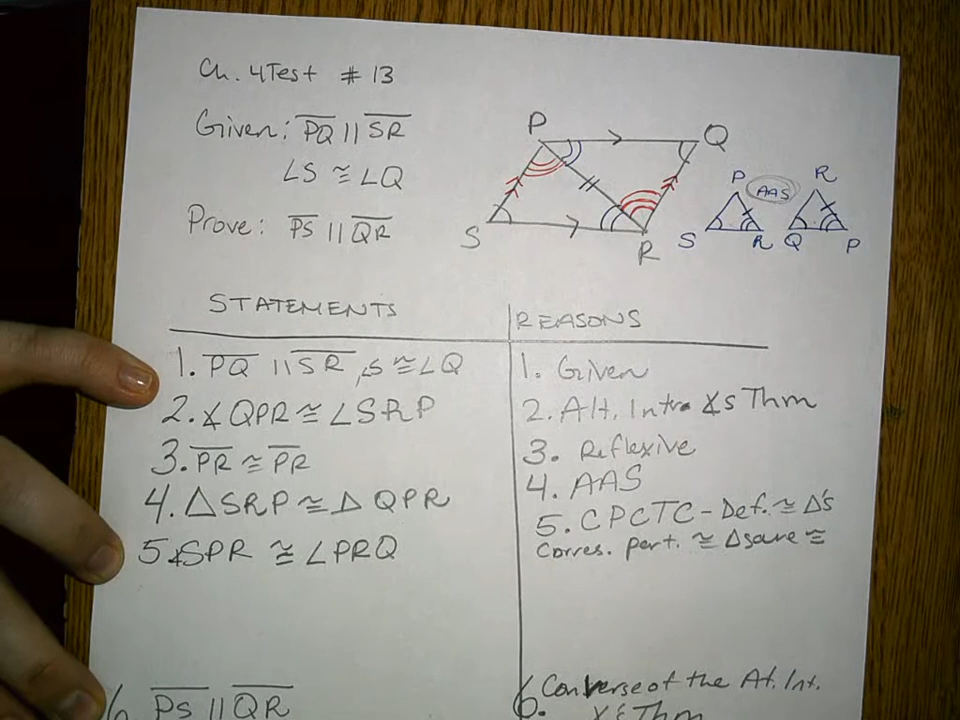 Ch. 4 Test # 13
Given: PQ || SR
∠S ≅ ∠Q
Prove: PS || QR
P Q
S R
P AAS R
S R Q P
STATEMENTS REASONS
1. PQ || SR, ∠S ≅ ∠Q
1. Given
2. ∡QPR ≅ ∠SRP
2. Alt. Intra ∡s Thm
3. PR ≅ PR
3. Reflexive
4. △SRP ≅ △QPR
4. AAS
5. ∡SPR ≅ ∠PRQ
5. CPCTC - Def. ≅ △'s
Corres. part. ≅ △s are ≅
6. PS || QR
6. Converse of the At. Int.
∡s Thm